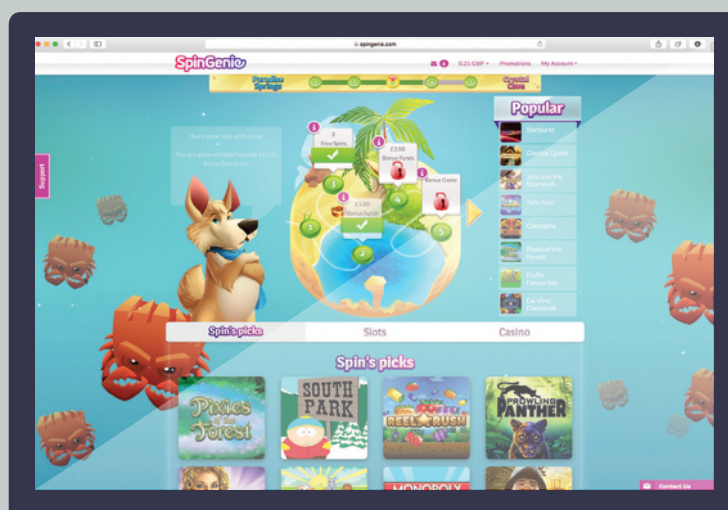 spingenie.com
SpinGenie
4
0.21 GBP
Promotions
My Account
Paradise
Springs
Crystal
Cove
Popular
Starburst
Jack and the
Beanstalk
Twin Spin
Cleopatra
Pixies of the
Forest
Fluffy
Favourites
Da Vinci
Diamonds
Support
5
Free Spins
£2.00
Bonus Funds
Bonus Game
£1.00
Bonus Funds
1
2
3
4
5
Spin's picks
Slots
Casino
Spin's picks
Pixies
of the
Forest
SOUTH
PARK
REEL RUSH
PROWLING
PANTHER
MONOPOLY
Contact Us